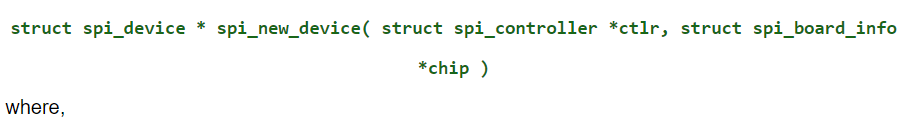 struct spi_device * spi_new_device( struct spi_controller *ctlr, struct spi_board_info
*chip )
where,